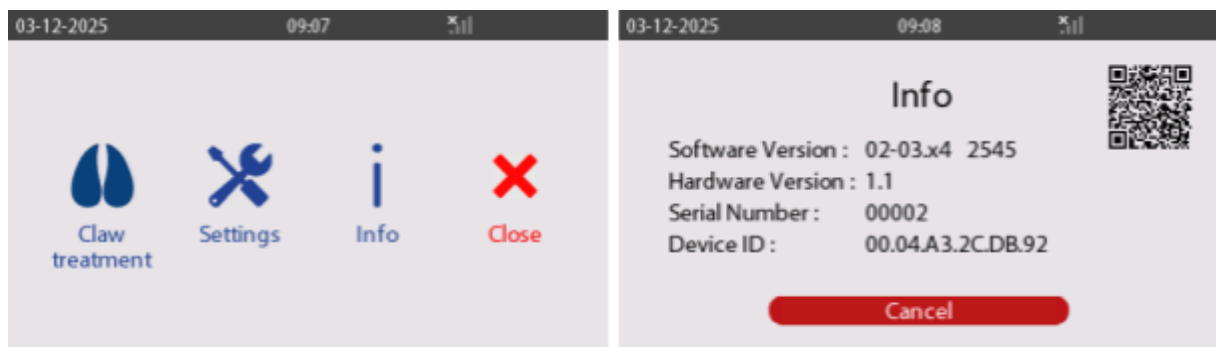 03-12-2025 09:07
Claw
treatment
Settings
Info
Close
03-12-2025 09:08
Info
Software Version : 02-03.x4 2545
Hardware Version : 1.1
Serial Number : 00002
Device ID : 00.04.A3.2C.DB.92
Cancel